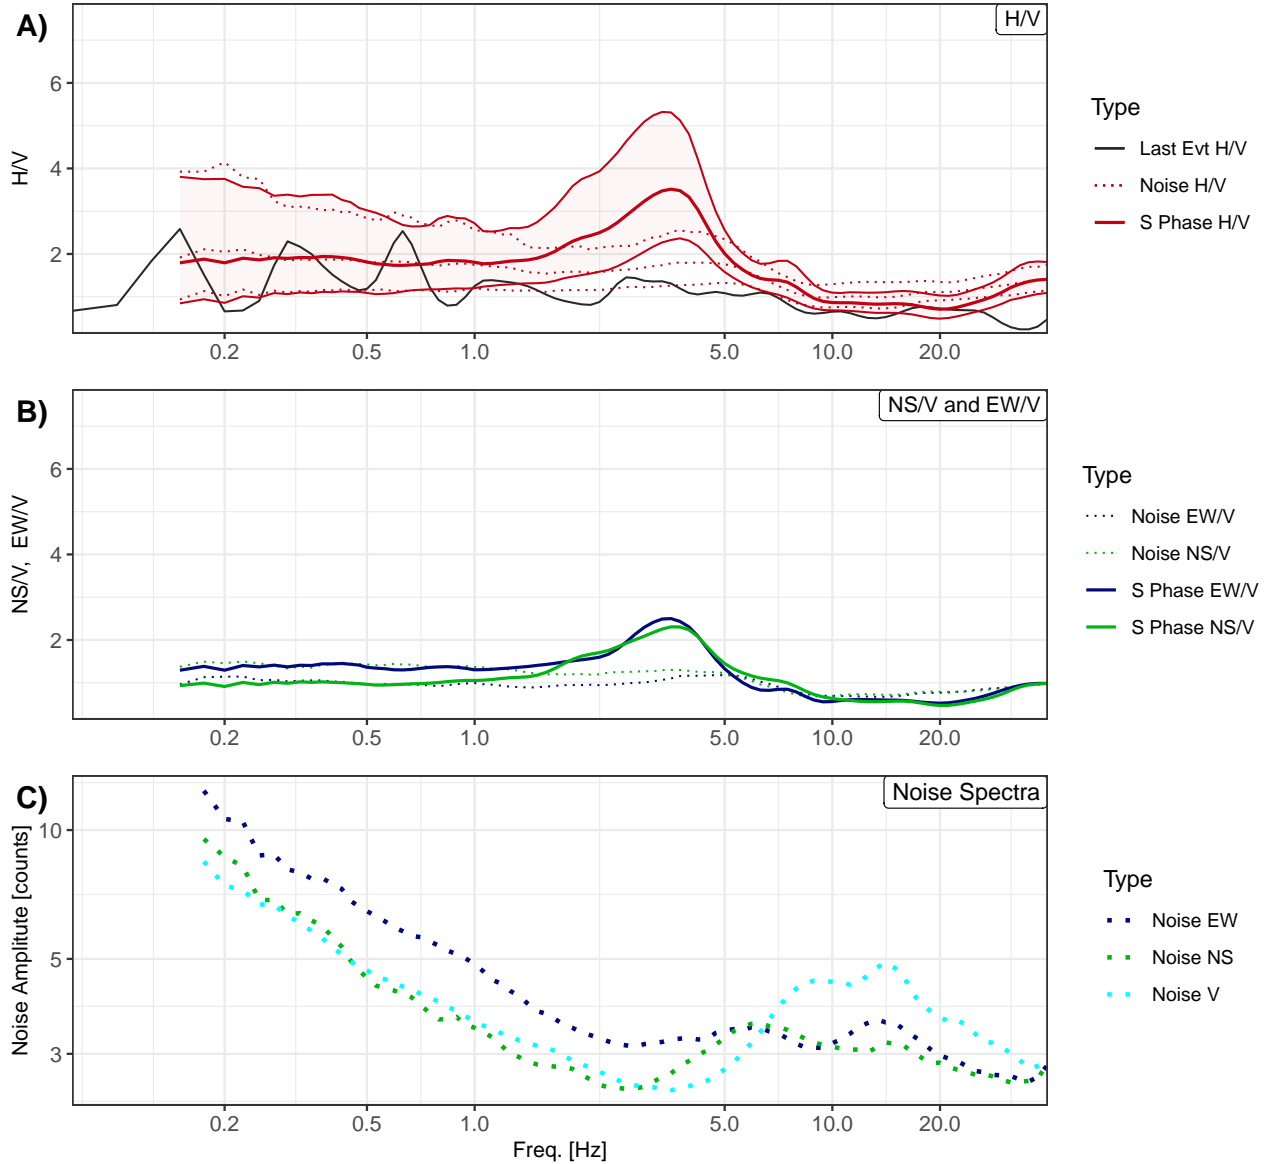 A)
H/V
6
4
2
H/V
0.2 0.5 1.0 5.0 10.0 20.0
Type
Last Evt H/V
Noise H/V
S Phase H/V
B)
NS/V and EW/V
6
4
2
NS/V, EW/V
0.2 0.5 1.0 5.0 10.0 20.0
Type
Noise EW/V
Noise NS/V
S Phase EW/V
S Phase NS/V
C)
Noise Spectra
10
5
3
Noise Amplitude [counts]
0.2 0.5 1.0 5.0 10.0 20.0
Freq. [Hz]
Type
Noise EW
Noise NS
Noise V